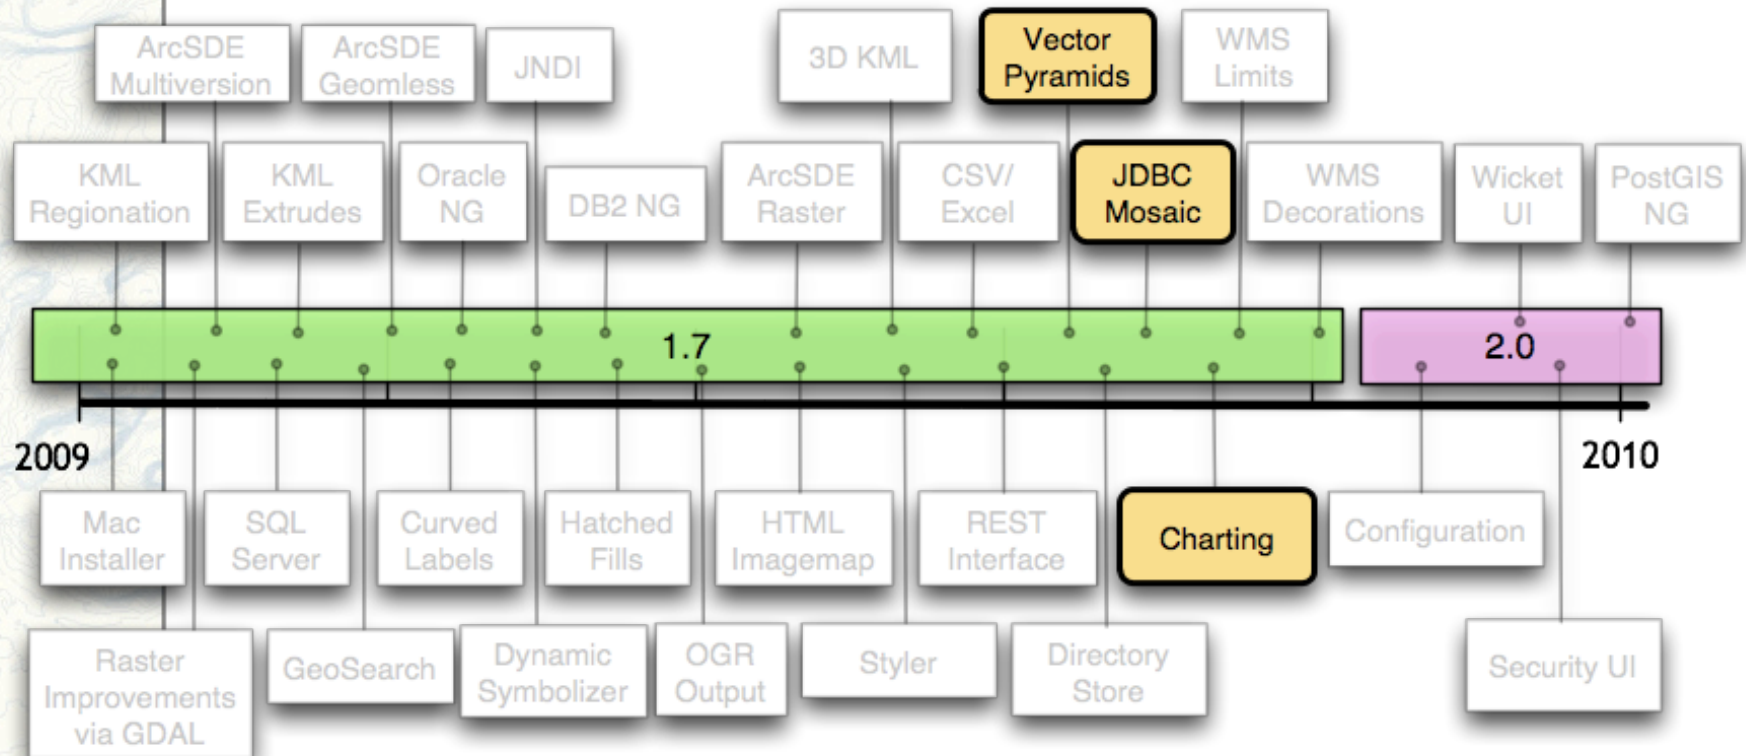 ArcSDE
Multiversion
ArcSDE
Geomless
JNDI
3D KML
Vector
Pyramids
WMS
Limits
KML
Regionation
KML
Extrudes
Oracle
NG
DB2 NG
ArcSDE
Raster
CSV/
Excel
JDBC
Mosaic
WMS
Decorations
Wicket
UI
PostGIS
NG
1.7
2.0
2009
2010
Mac
Installer
SQL
Server
Curved
Labels
Hatched
Fills
HTML
Imagemap
REST
Interface
Charting
Configuration
Raster
Improvements
via GDAL
GeoSearch
Dynamic
Symbolizer
OGR
Output
Styler
Directory
Store
Security UI